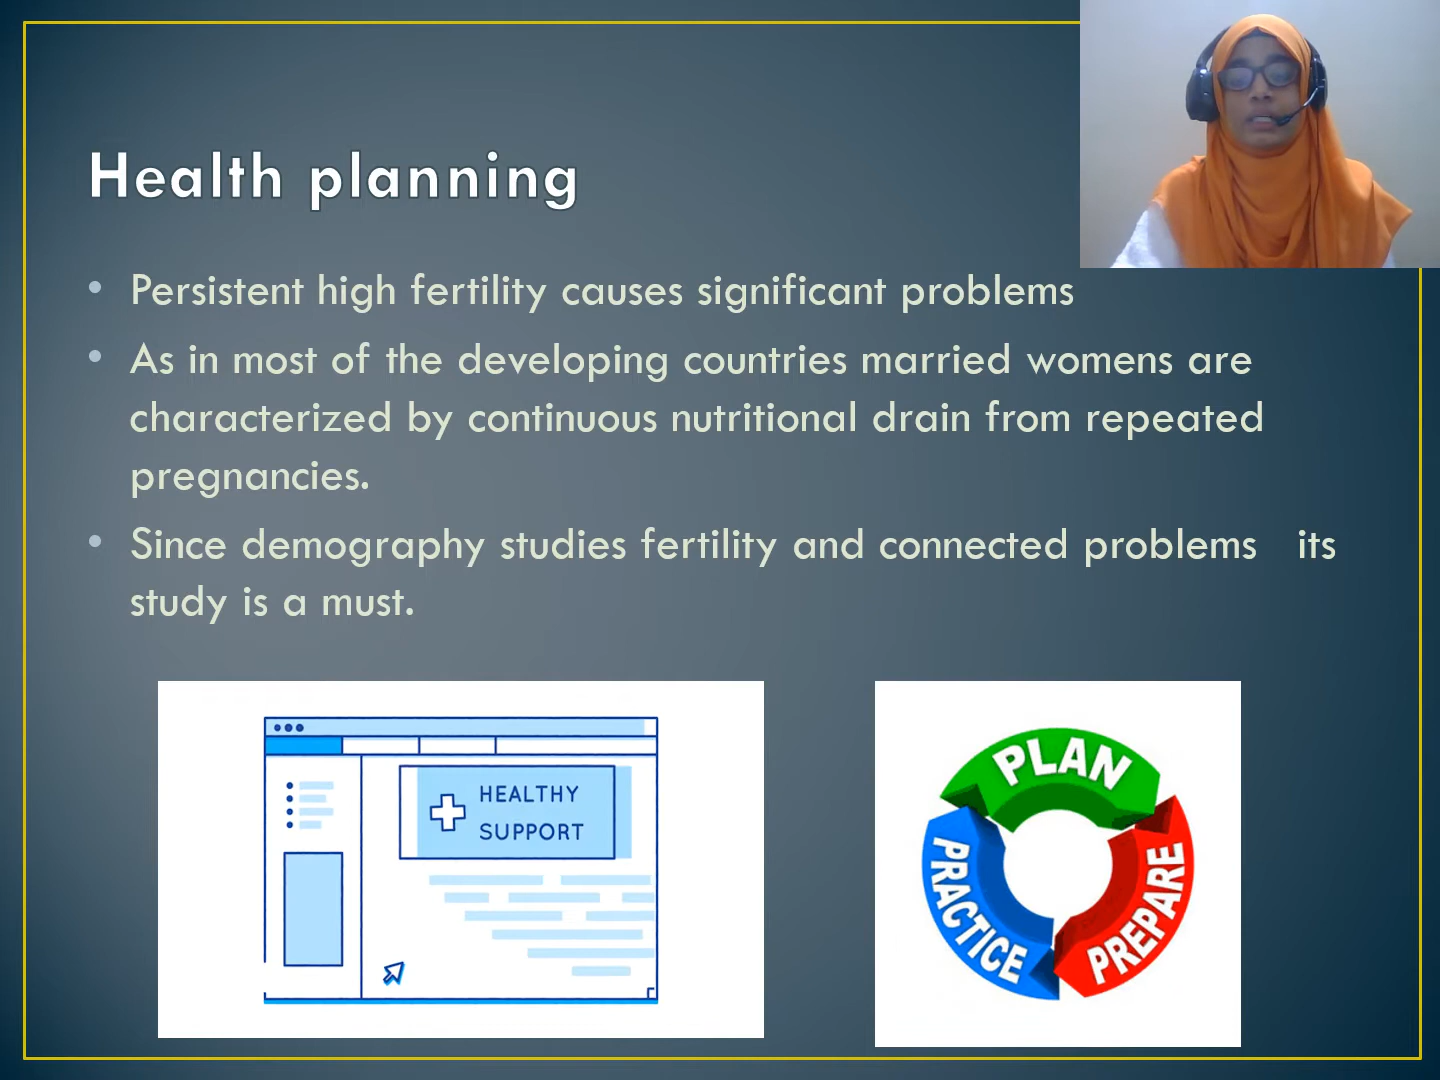 Health planning
• Persistent high fertility causes significant problems
• As in most of the developing countries married womens are
characterized by continuous nutritional drain from repeated
pregnancies.
• Since demography studies fertility and connected problems its
study is a must.
HEALTHY
SUPPORT
PLAN
PREPARE
PRACTICE